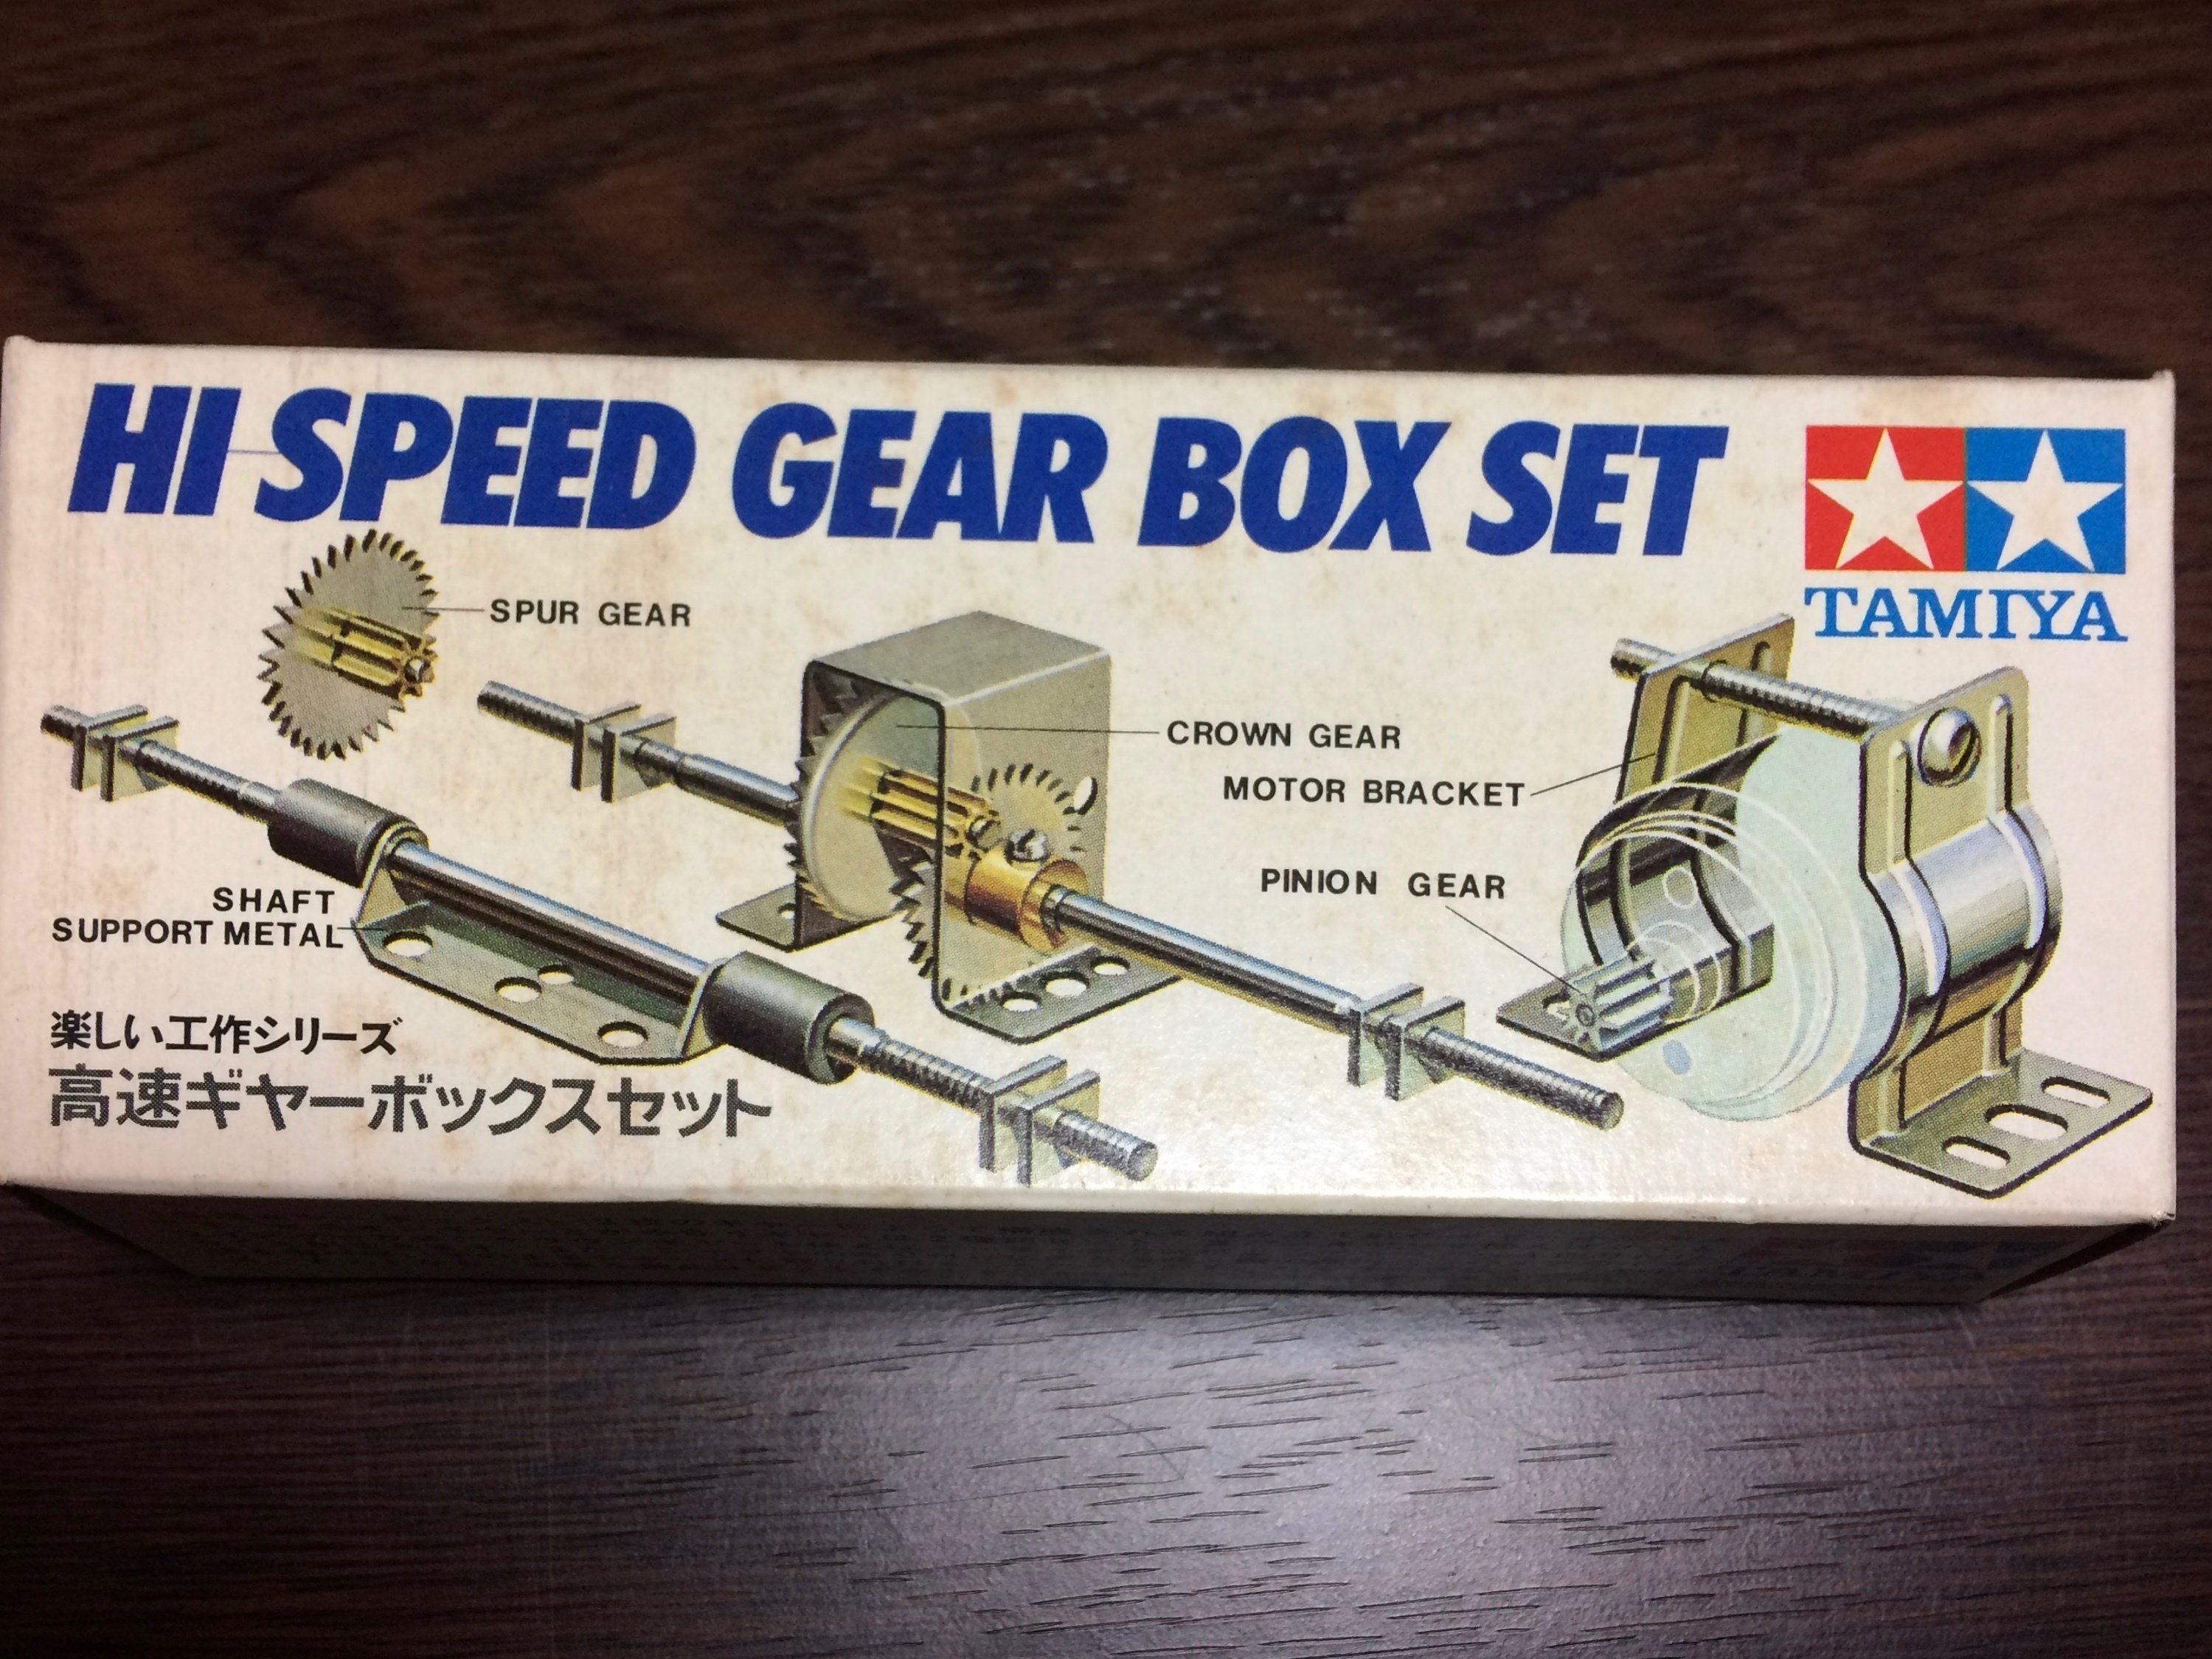 HI-SPEED GEAR BOX SET
TAMIYA
SPUR GEAR
CROWN GEAR
MOTOR BRACKET
PINION GEAR
SHAFT
SUPPORT METAL
楽しい工作シリーズ
高速ギヤーボックスセット